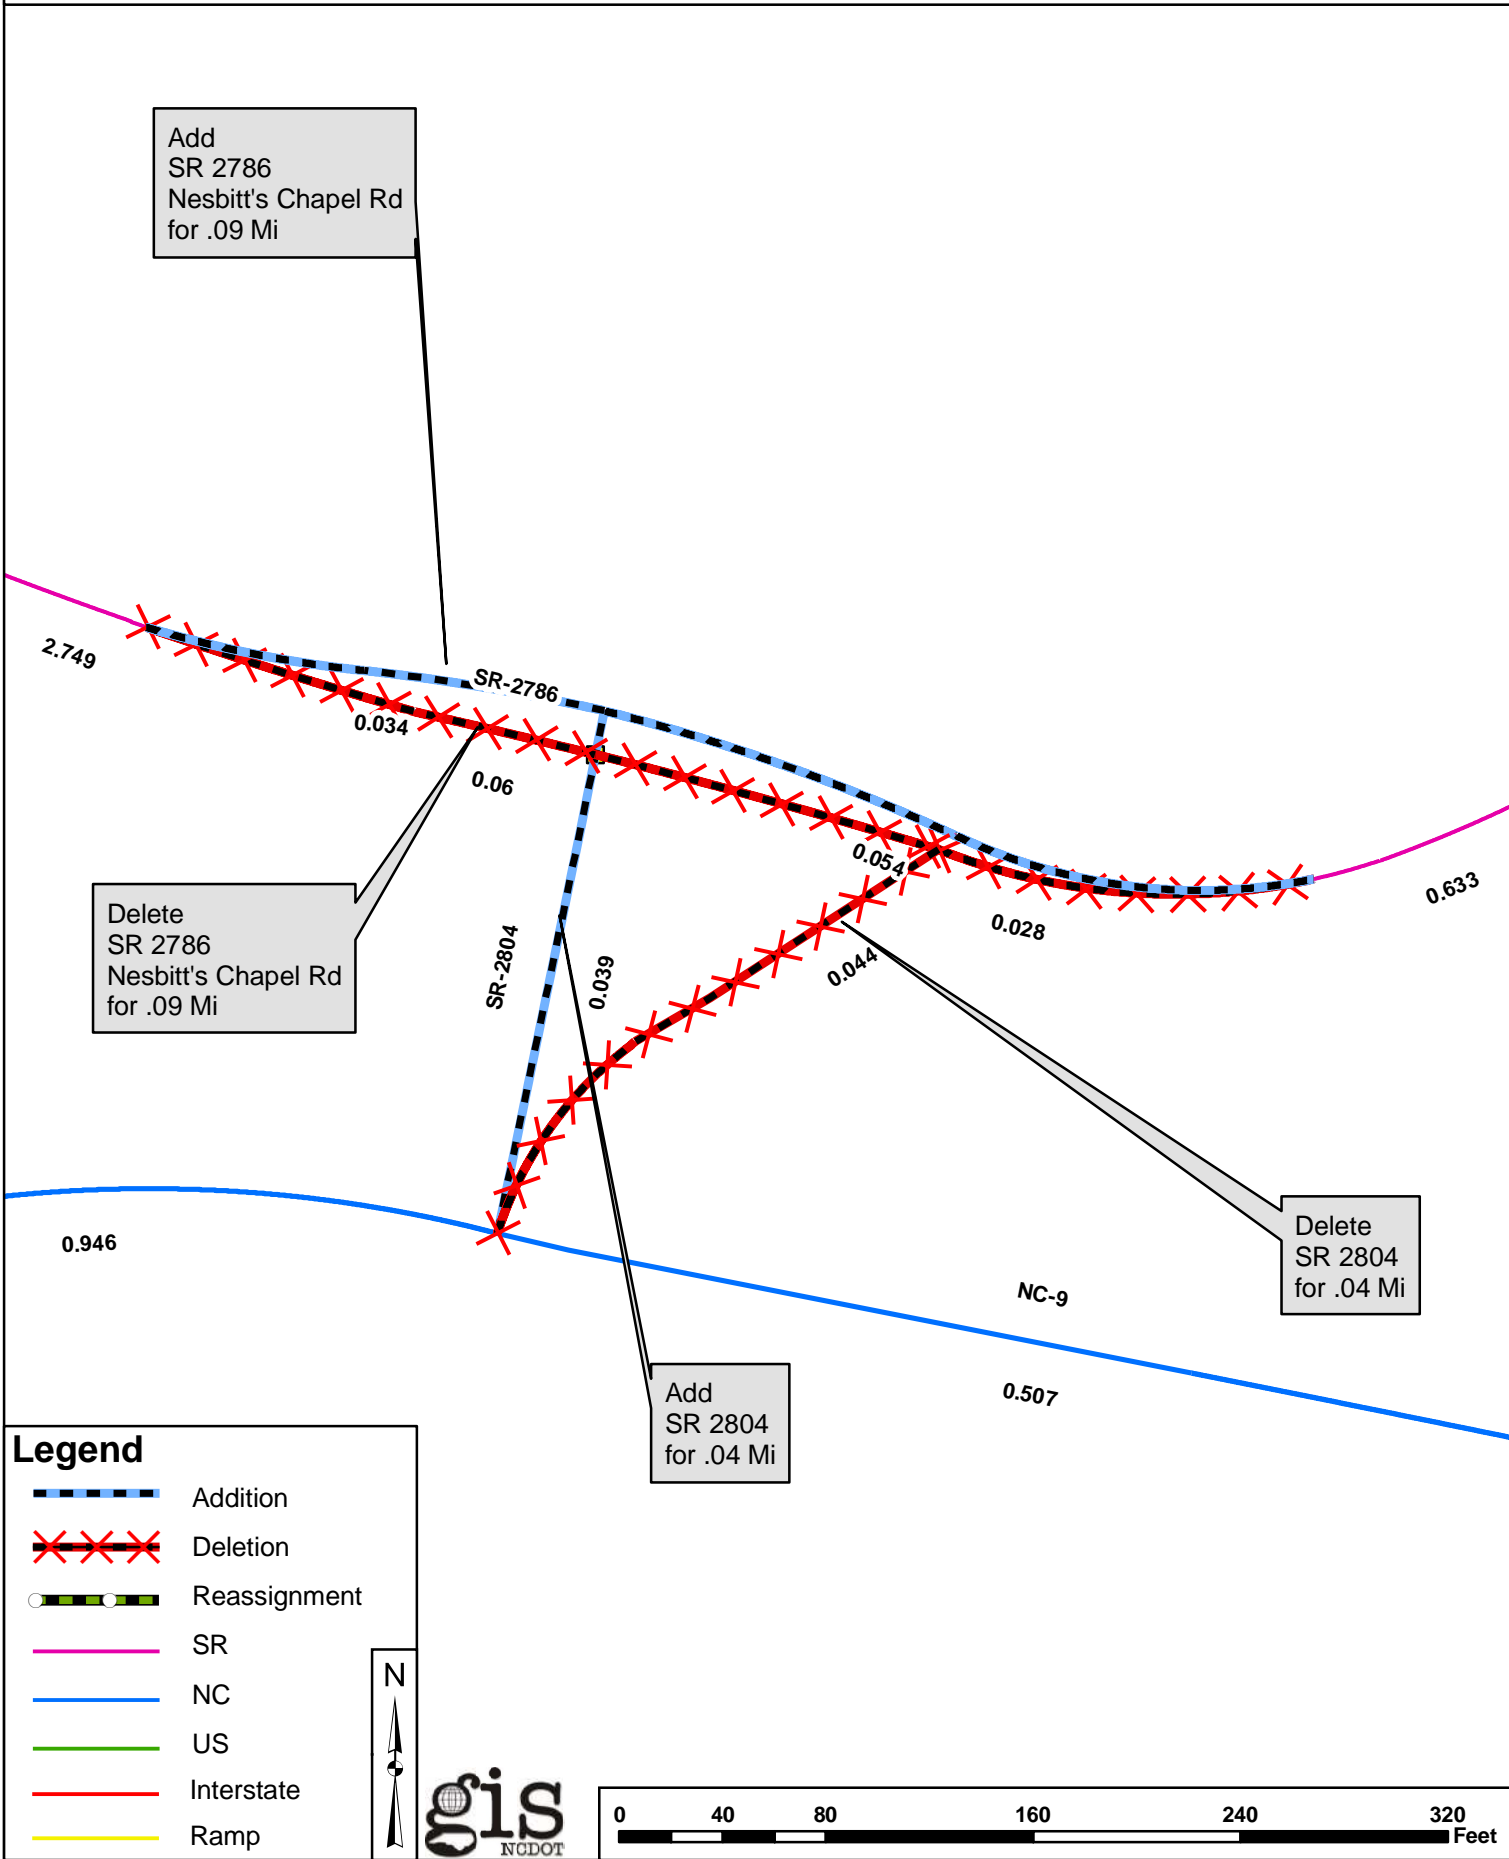 Add
SR 2786
Nesbitt's Chapel Rd
for .09 Mi
2.749
SR-2786
0.034
0.06
0.054
0.633
0.028
Delete
SR 2786
Nesbitt's Chapel Rd
for .09 Mi
SR-2804
0.039
0.044
0.946
Delete
SR 2804
for .04 Mi
NC-9
0.507
Add
SR 2804
for .04 Mi
Legend
Addition
Deletion
Reassignment
SR
NC
US
Interstate
Ramp
N
gis
NCDOT
0 40 80 160 240 320
Feet